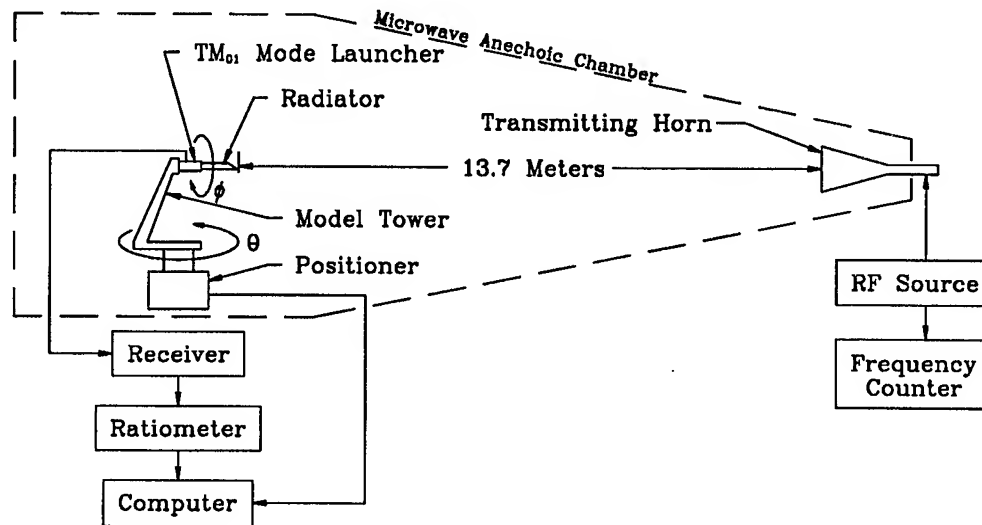 Microwave Anechoic Chamber
TM₀₁ Mode Launcher
Radiator
Transmitting Horn
13.7 Meters
ϕ
Model Tower
θ
Positioner
RF Source
Receiver
Frequency
Counter
Ratiometer
Computer